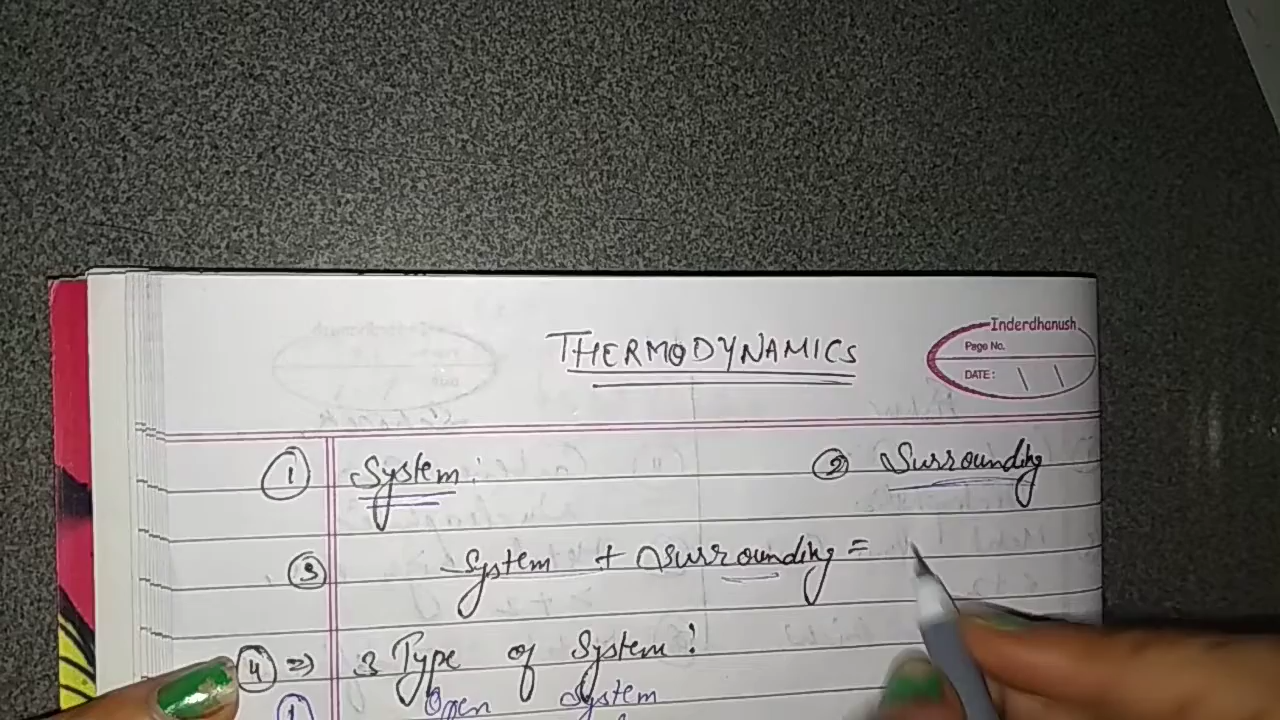 Inderdhanush
THERMODYNAMICS
Page No.
DATE:
① System: ② Surrounding
③ System + Surrounding =
④ => 3 Type of System:
① Open System